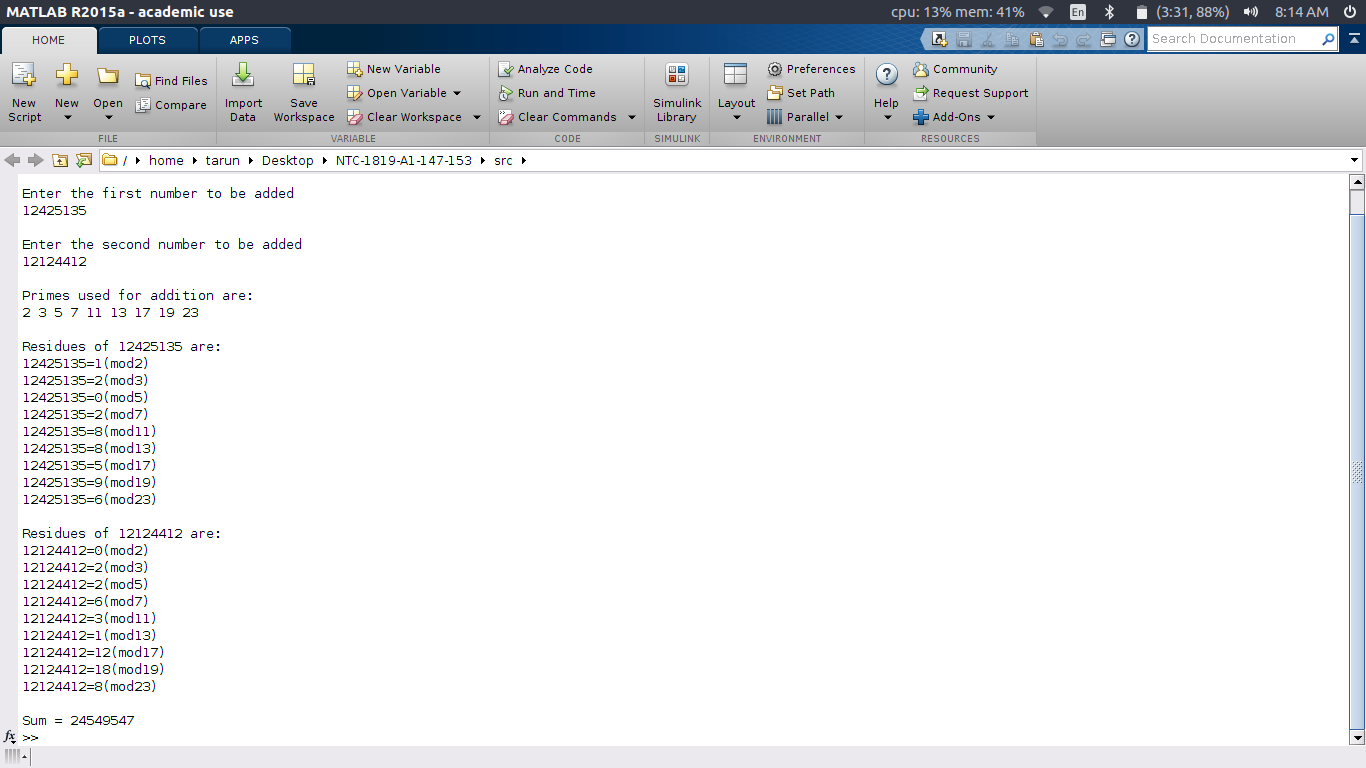 MATLAB R2015a - academic use
cpu: 13% mem: 41% En (3:31, 88%) 8:14 AM
HOME PLOTS APPS
Search Documentation
New Script
New
Open
Find Files
Compare
FILE
Import Data
Save Workspace
New Variable
Open Variable
Clear Workspace
VARIABLE
Analyze Code
Run and Time
Clear Commands
CODE
Simulink Library
SIMULINK
Layout
Preferences
Set Path
Parallel
ENVIRONMENT
Help
Community
Request Support
Add-Ons
RESOURCES
/ home tarun Desktop NTC-1819-A1-147-153 src
Enter the first number to be added
12425135
Enter the second number to be added
12124412
Primes used for addition are:
2 3 5 7 11 13 17 19 23
Residues of 12425135 are:
12425135=1(mod2)
12425135=2(mod3)
12425135=0(mod5)
12425135=2(mod7)
12425135=8(mod11)
12425135=8(mod13)
12425135=5(mod17)
12425135=9(mod19)
12425135=6(mod23)
Residues of 12124412 are:
12124412=0(mod2)
12124412=2(mod3)
12124412=2(mod5)
12124412=6(mod7)
12124412=3(mod11)
12124412=1(mod13)
12124412=12(mod17)
12124412=18(mod19)
12124412=8(mod23)
Sum = 24549547
fx >>